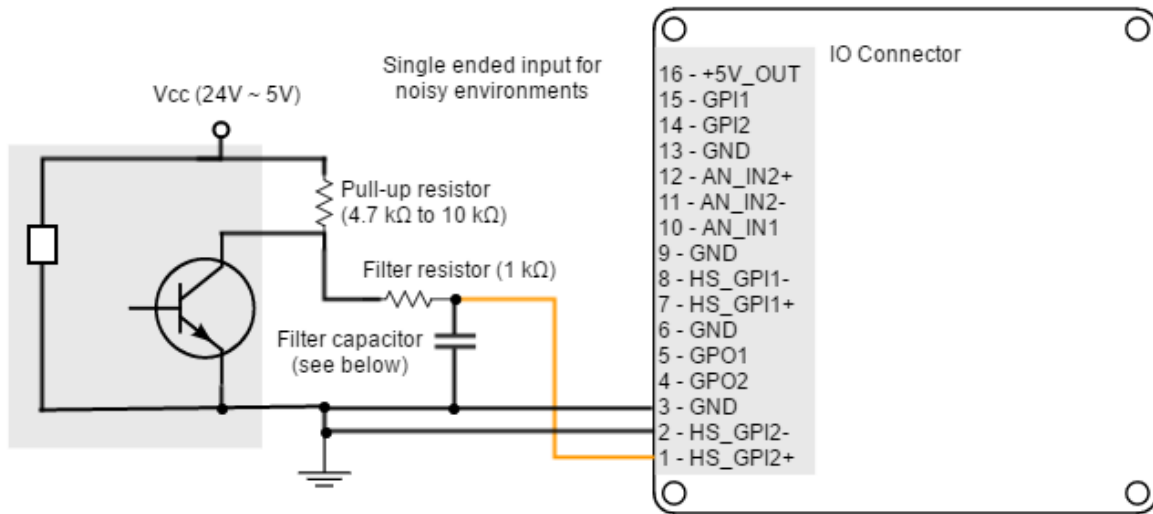 Single ended input for
noisy environments
IO Connector
Vcc (24V ~ 5V)
Pull-up resistor
(4.7 kΩ to 10 kΩ)
Filter resistor (1 kΩ)
Filter capacitor
(see below)
16 - +5V_OUT
15 - GPI1
14 - GPI2
13 - GND
12 - AN_IN2+
11 - AN_IN2-
10 - AN_IN1
9 - GND
8 - HS_GPI1-
7 - HS_GPI1+
6 - GND
5 - GPO1
4 - GPO2
3 - GND
2 - HS_GPI2-
1 - HS_GPI2+